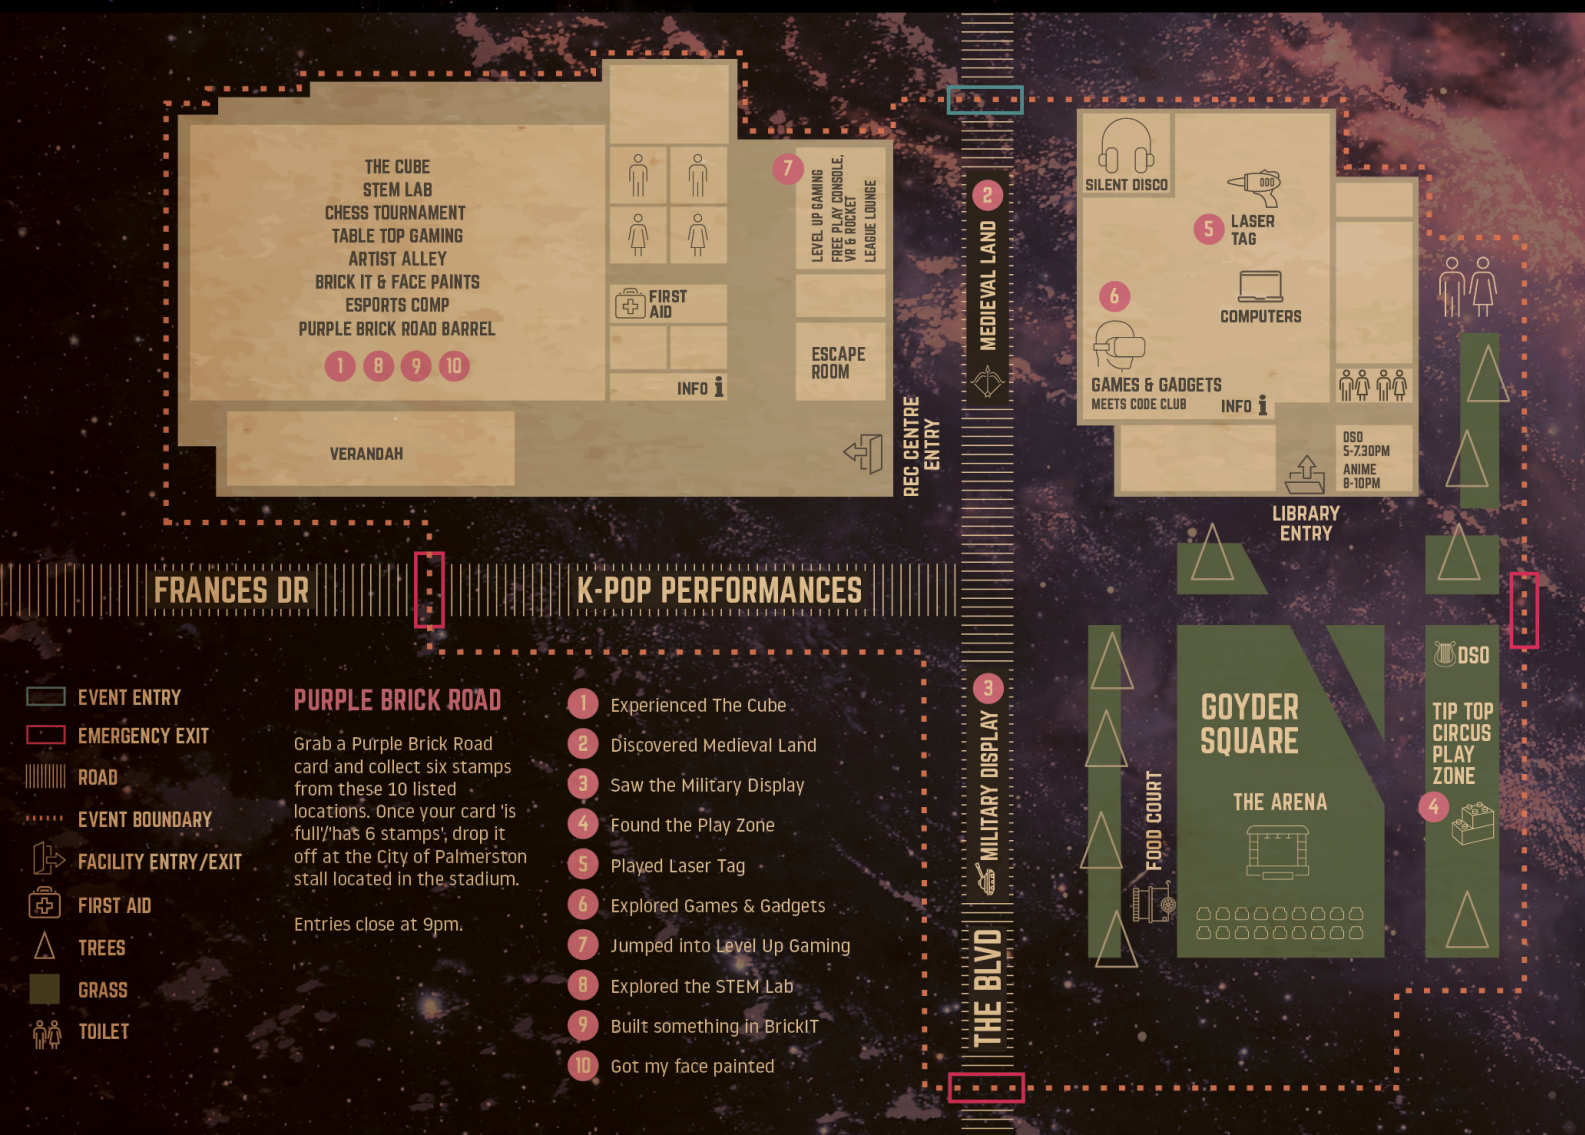 THE CUBE
STEM LAB
CHESS TOURNAMENT
TABLE TOP GAMING
ARTIST ALLEY
BRICK IT & FACE PAINTS
ESPORTS COMP
PURPLE BRICK ROAD BARREL
1 8 9 10
VERANDAH
FIRST
AID
INFO i
7
LEVEL UP GAMING
FREE PLAY CONSOLE,
VR & ROCKET
LEAGUE LOUNGE
ESCAPE
ROOM
REC CENTRE
ENTRY
2
MEDIEVAL LAND
SILENT DISCO
5
LASER
TAG
6
COMPUTERS
GAMES & GADGETS
MEETS CODE CLUB
INFO i
DSO
5-7.30PM
ANIME
8-10PM
LIBRARY
ENTRY
FRANCES DR
K-POP PERFORMANCES
3
MILITARY DISPLAY
THE BLVD
FOOD COURT
GOYDER
SQUARE
THE ARENA
DSO
TIP TOP
CIRCUS
PLAY
ZONE
4
EVENT ENTRY
EMERGENCY EXIT
ROAD
EVENT BOUNDARY
FACILITY ENTRY/EXIT
FIRST AID
TREES
GRASS
TOILET
PURPLE BRICK ROAD
Grab a Purple Brick Road
card and collect six stamps
from these 10 listed
locations. Once your card 'is
full'/'has 6 stamps', drop it
off at the City of Palmerston
stall located in the stadium.
Entries close at 9pm.
1 Experienced The Cube
2 Discovered Medieval Land
3 Saw the Military Display
4 Found the Play Zone
5 Played Laser Tag
6 Explored Games & Gadgets
7 Jumped into Level Up Gaming
8 Explored the STEM Lab
9 Built something in BrickIT
10 Got my face painted